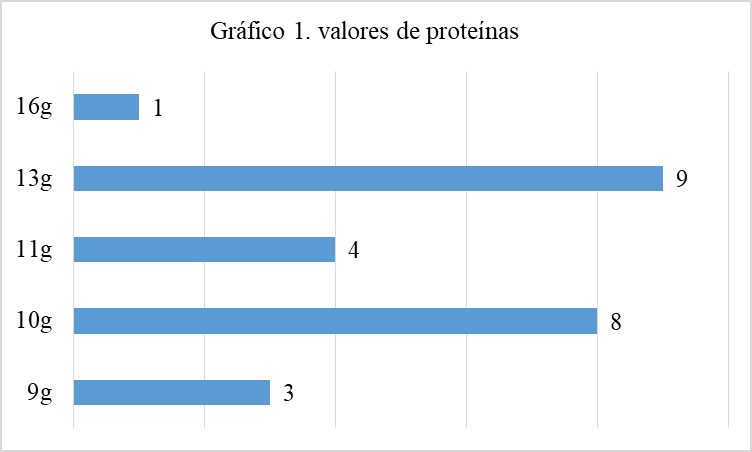 Gráfico 1. valores de proteínas
16g 1
13g 9
11g 4
10g 8
9g 3